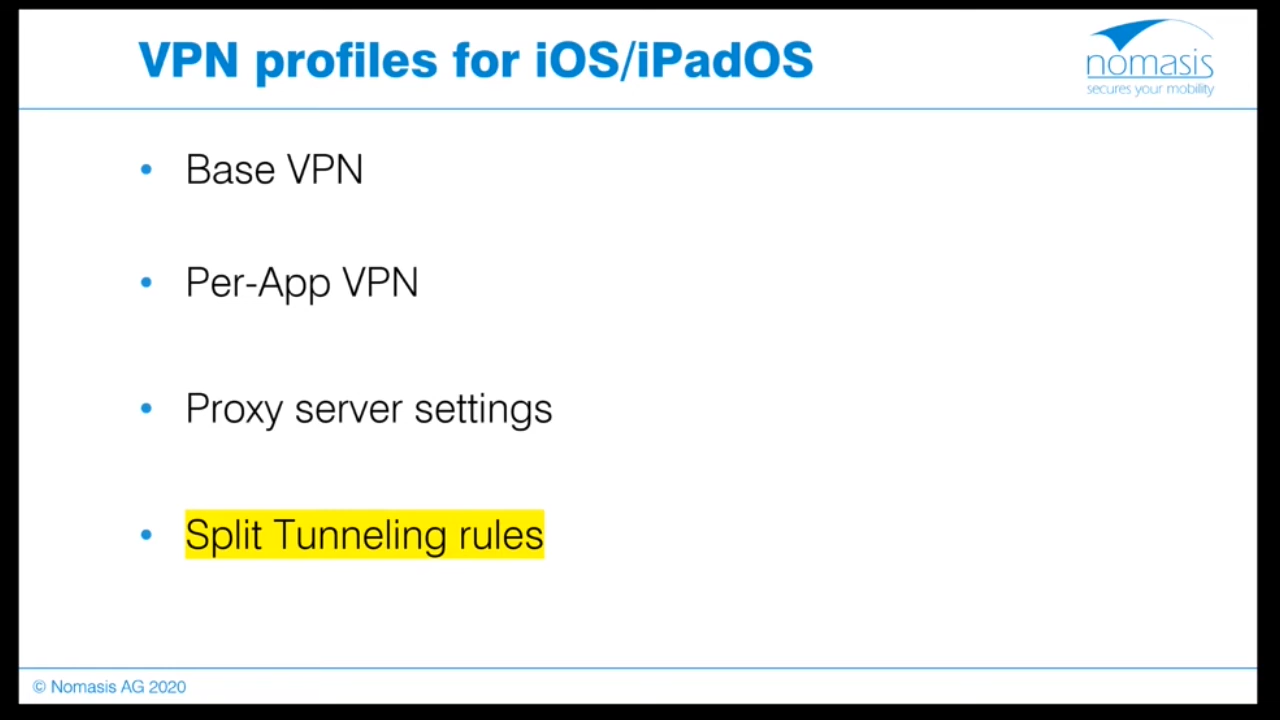 VPN profiles for iOS/iPadOS
nomasis
secures your mobility
• Base VPN
• Per-App VPN
• Proxy server settings
• Split Tunneling rules
© Nomasis AG 2020